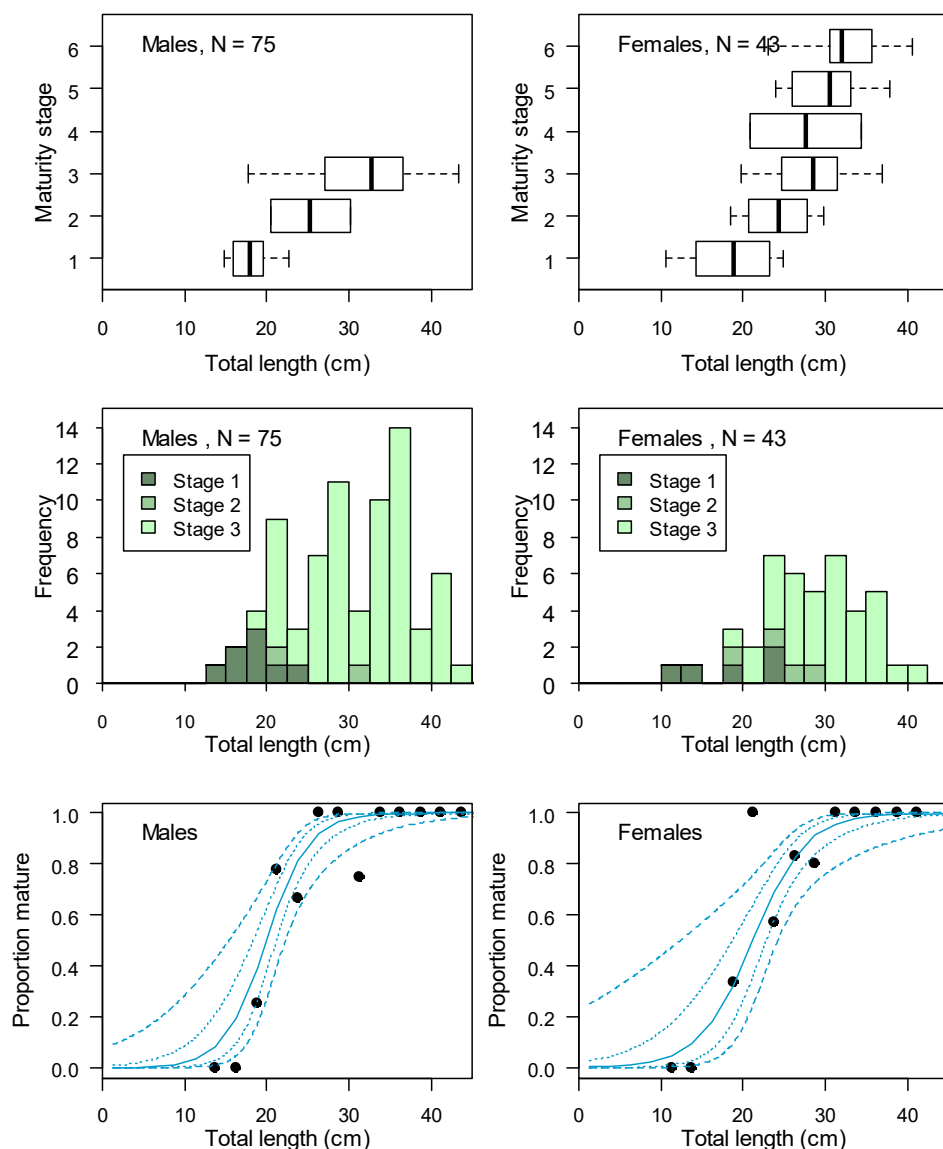 Maturity stage
6
5
4
3
2
1
Males, N = 75
0 10 20 30 40
Total length (cm)
Maturity stage
6
5
4
3
2
1
Females, N = 43
0 10 20 30 40
Total length (cm)
Frequency
14
12
10
8
6
4
2
0
Males , N = 75
Stage 1
Stage 2
Stage 3
0 10 20 30 40
Total length (cm)
Frequency
14
12
10
8
6
4
2
0
Females , N = 43
Stage 1
Stage 2
Stage 3
0 10 20 30 40
Total length (cm)
Proportion mature
1.0
0.8
0.6
0.4
0.2
0.0
Males
0 10 20 30 40
Total length (cm)
Proportion mature
1.0
0.8
0.6
0.4
0.2
0.0
Females
0 10 20 30 40
Total length (cm)